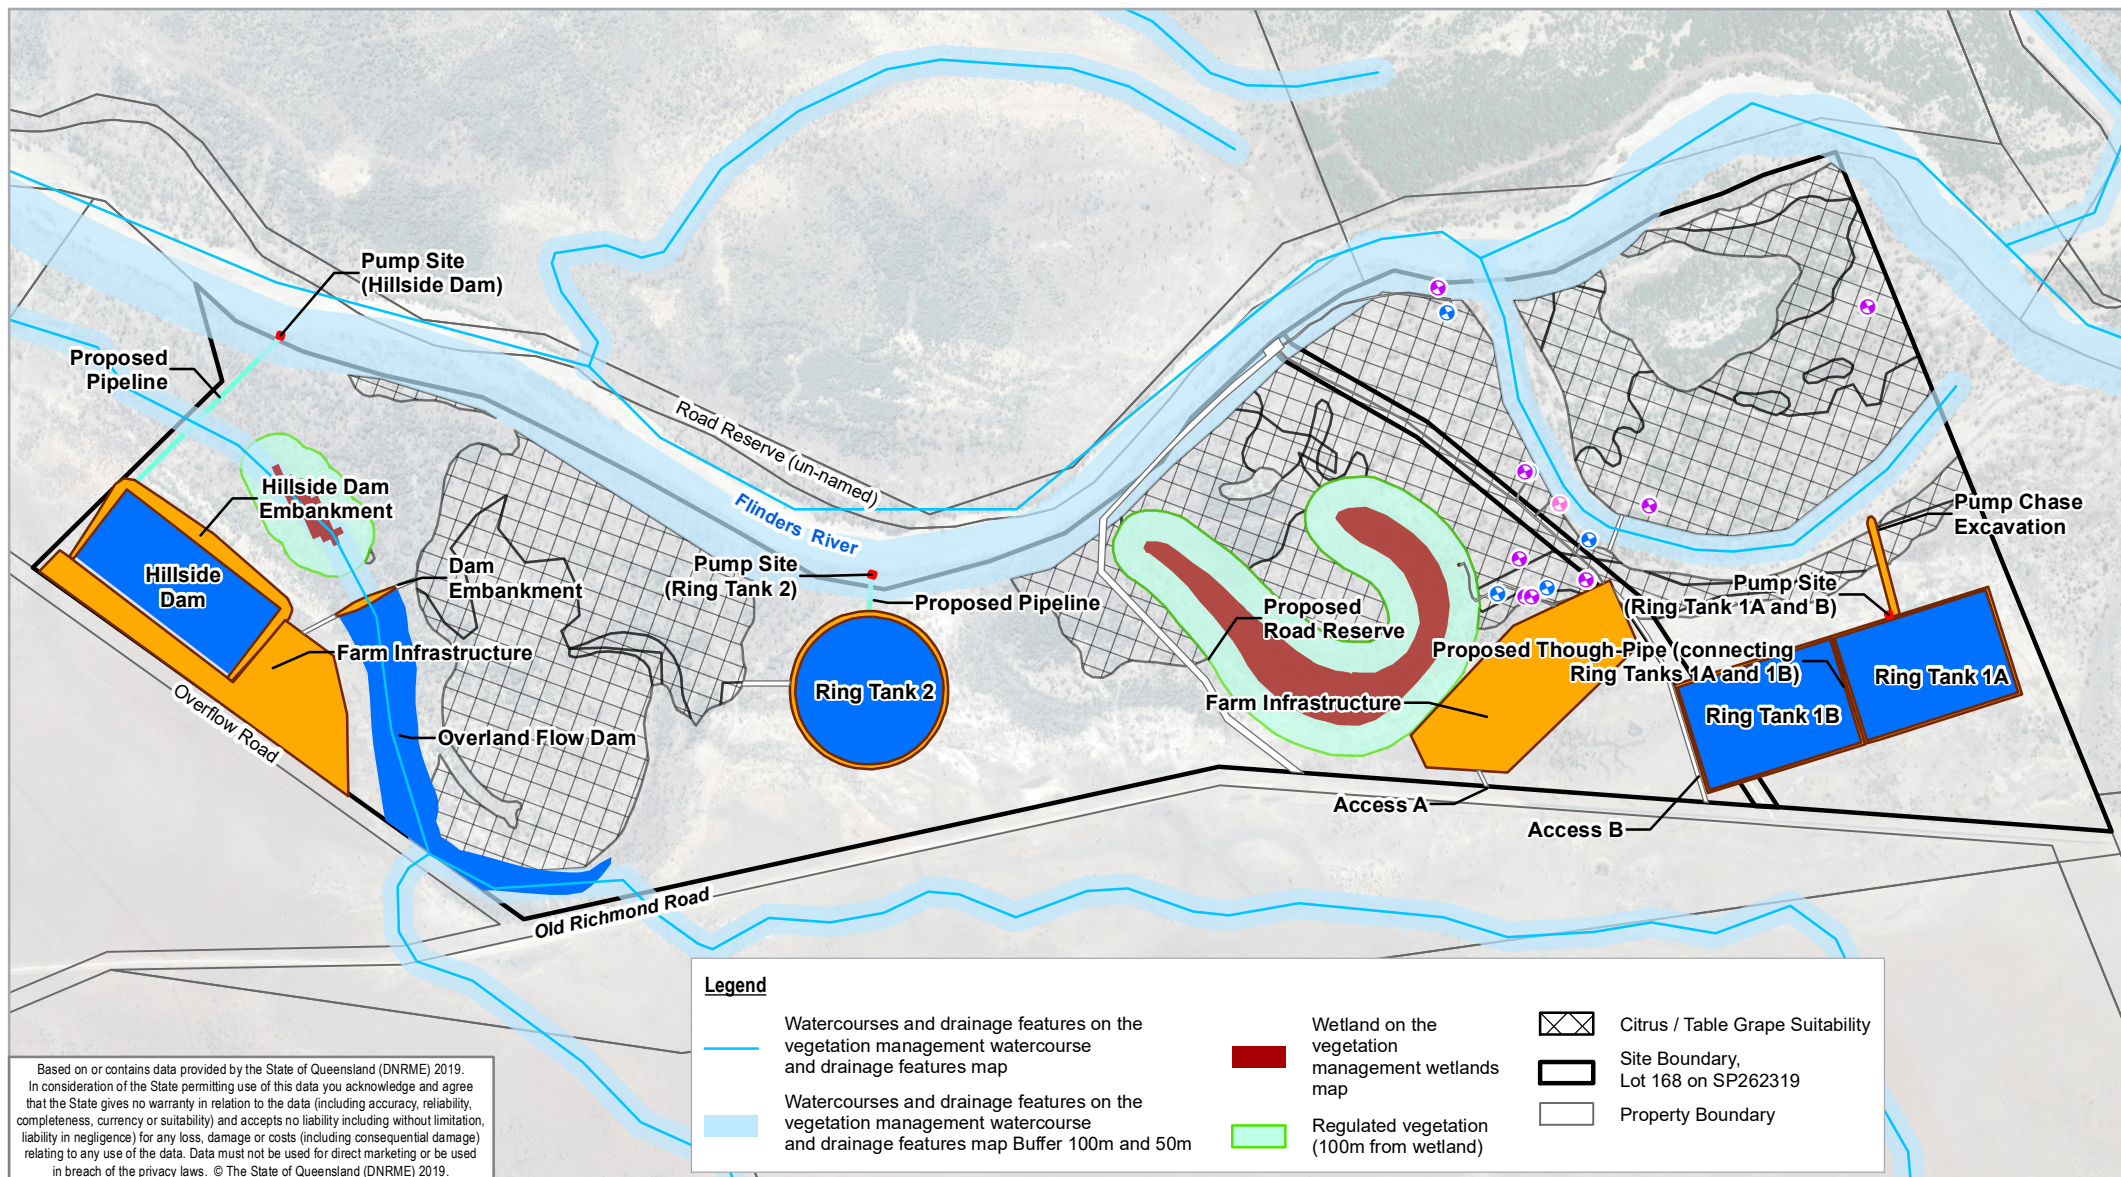 Pump Site
(Hillside Dam)
Proposed
Pipeline
Road Reserve (un-named)
Flinders River
Hillside Dam
Embankment
Hillside
Dam
Dam
Embankment
Farm Infrastructure
Overflow Road
Overland Flow Dam
Pump Site
(Ring Tank 2)
Proposed Pipeline
Ring Tank 2
Proposed
Road Reserve
Farm Infrastructure
Pump Chase
Excavation
Pump Site
(Ring Tank 1A and B)
Proposed Though-Pipe (connecting
Ring Tanks 1A and 1B)
Ring Tank 1A
Ring Tank 1B
Access A
Access B
Old Richmond Road
Legend
Watercourses and drainage features on the
vegetation management watercourse
and drainage features map
Watercourses and drainage features on the
vegetation management watercourse
and drainage features map Buffer 100m and 50m
Wetland on the
vegetation
management wetlands
map
Regulated vegetation
(100m from wetland)
Citrus / Table Grape Suitability
Site Boundary,
Lot 168 on SP262319
Property Boundary
Based on or contains data provided by the State of Queensland (DNRME) 2019.
In consideration of the State permitting use of this data you acknowledge and agree
that the State gives no warranty in relation to the data (including accuracy, reliability,
completeness, currency or suitability) and accepts no liability including without limitation,
liability in negligence) for any loss, damage or costs (including consequential damage)
relating to any use of the data. Data must not be used for direct marketing or be used
in breach of the privacy laws. © The State of Queensland (DNRME) 2019.